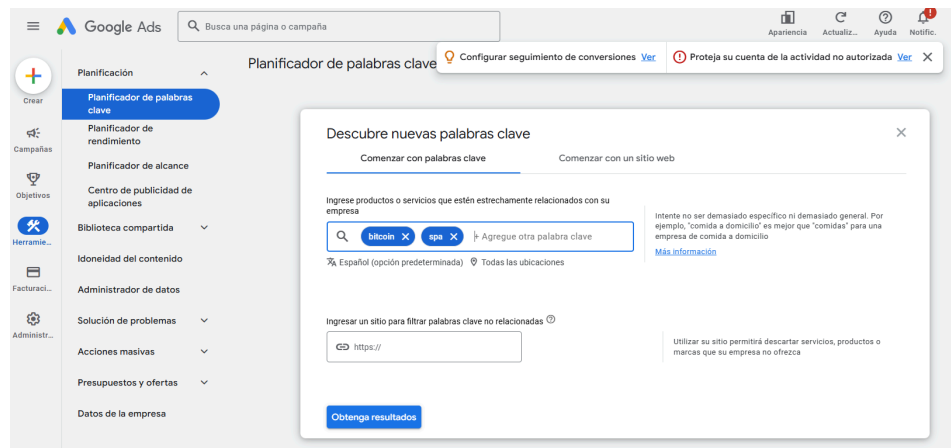 Google Ads
Busca una página o campaña
Apariencia
Actualiz...
Ayuda
Notific.
Configurar seguimiento de conversiones Ver
Proteja su cuenta de la actividad no autorizada Ver
Crear
Campañas
Objetivos
Herramie...
Facturaci...
Administr...
Planificación
Planificador de palabras
clave
Planificador de
rendimiento
Planificador de alcance
Centro de publicidad de
aplicaciones
Biblioteca compartida
Idoneidad del contenido
Administrador de datos
Solución de problemas
Acciones masivas
Presupuestos y ofertas
Datos de la empresa
Planificador de palabras clave
Descubre nuevas palabras clave
Comenzar con palabras clave
Comenzar con un sitio web
Ingrese productos o servicios que estén estrechamente relacionados con su
empresa
bitcoin spa + Agregue otra palabra clave
Español (opción predeterminada) Todas las ubicaciones
Intente no ser demasiado específico ni demasiado general. Por
ejemplo, "comida a domicilio" es mejor que "comidas" para una
empresa de comida a domicilio
Más información
Ingresar un sitio para filtrar palabras clave no relacionadas
https://
Utilizar su sitio permitirá descartar servicios, productos o
marcas que su empresa no ofrezca
Obtenga resultados